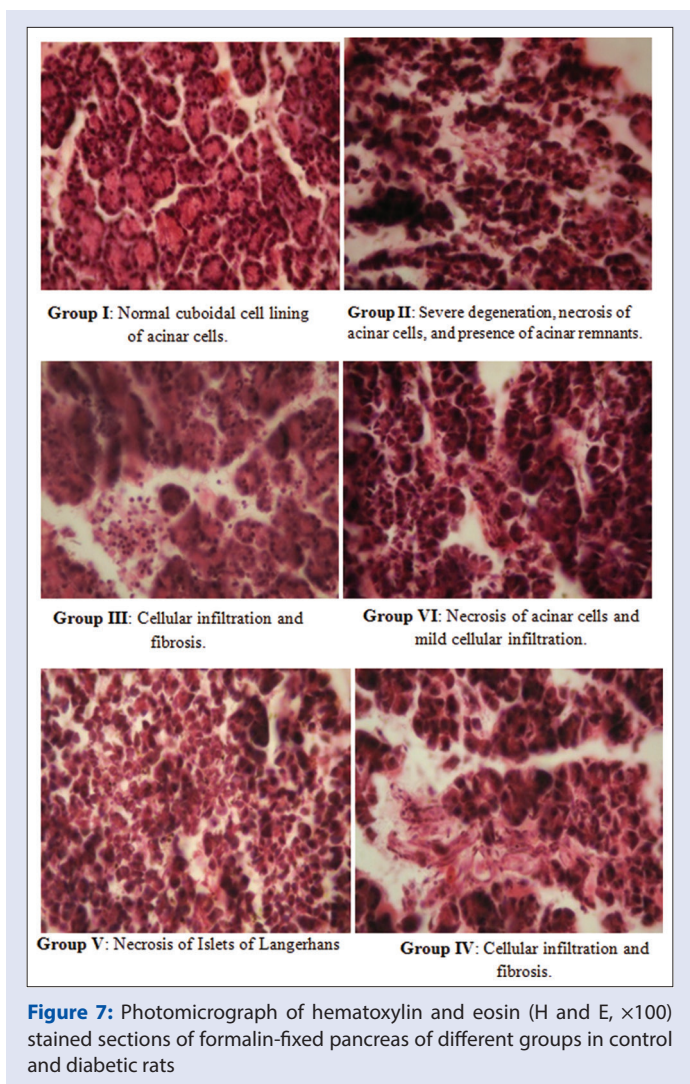 Group I: Normal cuboidal cell lining
of acinar cells.
Group II: Severe degeneration, necrosis of
acinar cells, and presence of acinar remnants.
Group III: Cellular infiltration and
fibrosis.
Group VI: Necrosis of acinar cells and
mild cellular infiltration.
Group V: Necrosis of Islets of Langerhans
Group IV: Cellular infiltration and
fibrosis.
Figure 7: Photomicrograph of hematoxylin and eosin (H and E, ×100)
stained sections of formalin-fixed pancreas of different groups in control
and diabetic rats